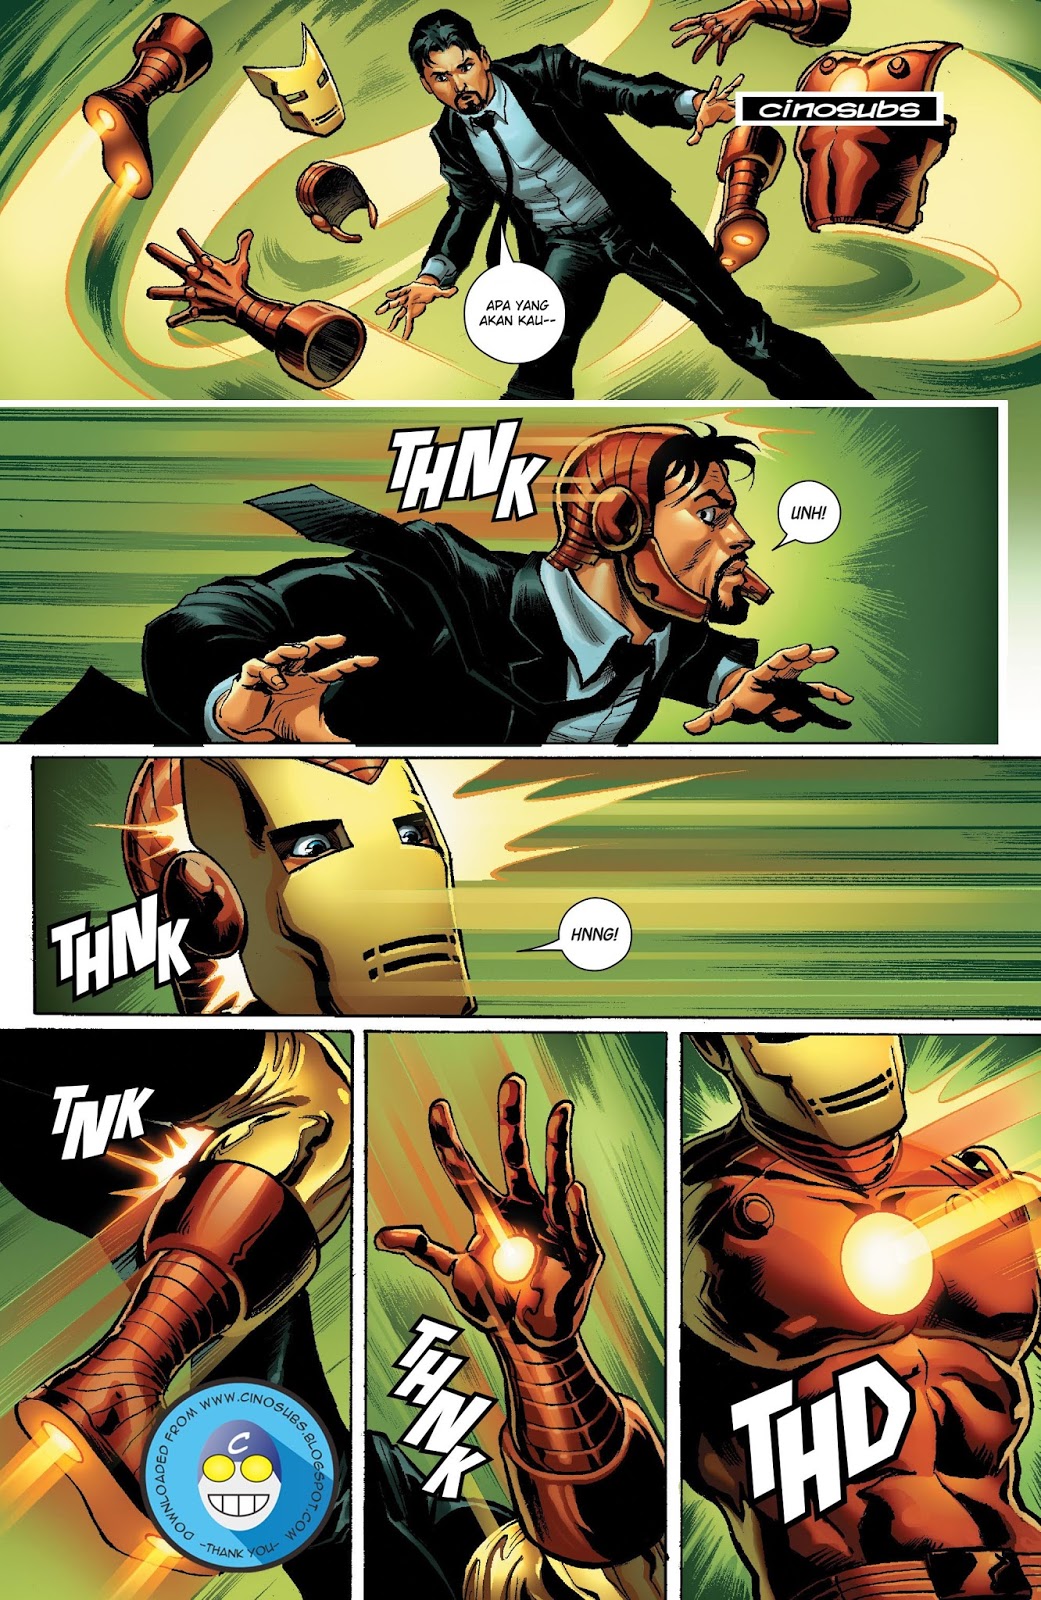 cinosubs
APA YANG
AKAN KAU--
THNK
UNH!
THNK
HNNG!
TNK
THNK
THD
DOWNLOADED FROM WWW.CINOSUBS.BLOGSPOT.COM
C
-THANK YOU-